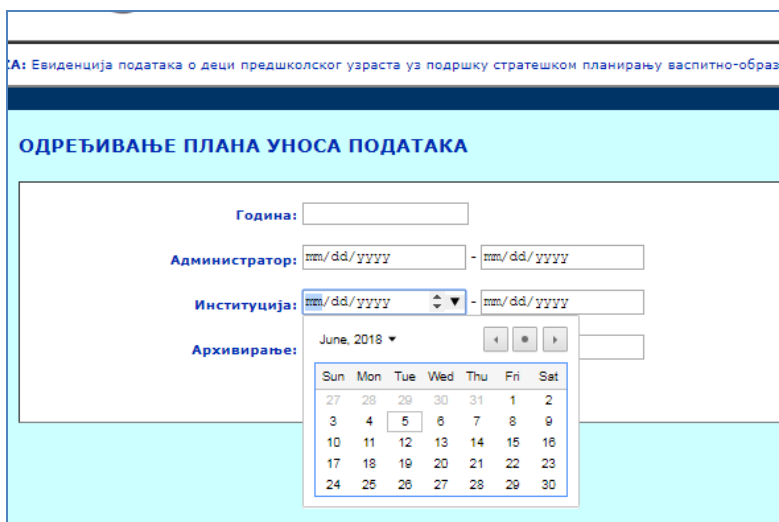 КА: Евиденција података о деци предшколског узраста уз подршку стратешком планирању васпитно-образ
ОДРЕЂИВАЊЕ ПЛАНА УНОСА ПОДАТАКА
Година:
Администратор: mm/dd/yyyy - mm/dd/yyyy
Институција: mm/dd/yyyy - mm/dd/yyyy
Архивирање:
June, 2018
Sun Mon Tue Wed Thu Fri Sat
27 28 29 30 31 1 2
3 4 5 6 7 8 9
10 11 12 13 14 15 16
17 18 19 20 21 22 23
24 25 26 27 28 29 30